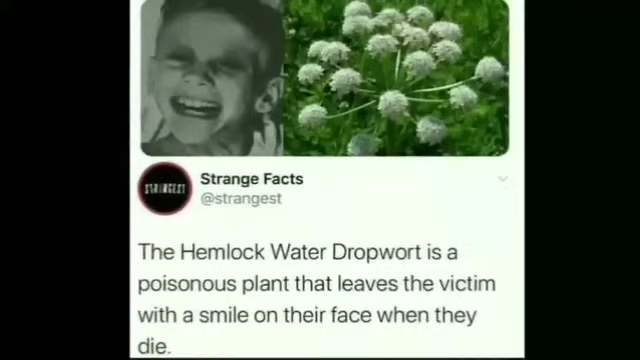 STRANGEST
Strange Facts
@strangest
The Hemlock Water Dropwort is a
poisonous plant that leaves the victim
with a smile on their face when they
die.